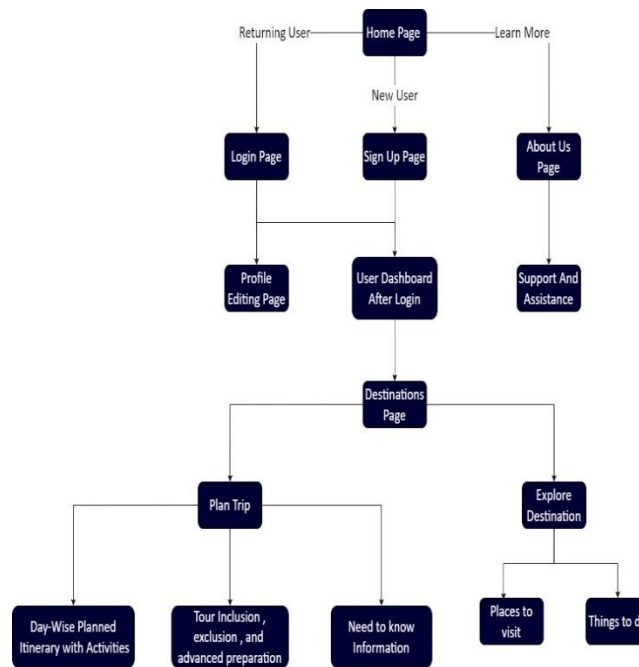 Returning User
Home Page
Learn More
New User
Login Page
Sign Up Page
About Us
Page
Profile
Editing Page
User Dashboard
After Login
Support And
Assistance
Destinations
Page
Plan Trip
Explore
Destination
Day-Wise Planned
Itinerary with Activities
Tour Inclusion ,
exclusion , and
advanced preparation
Need to know
Information
Places to
visit
Things to d